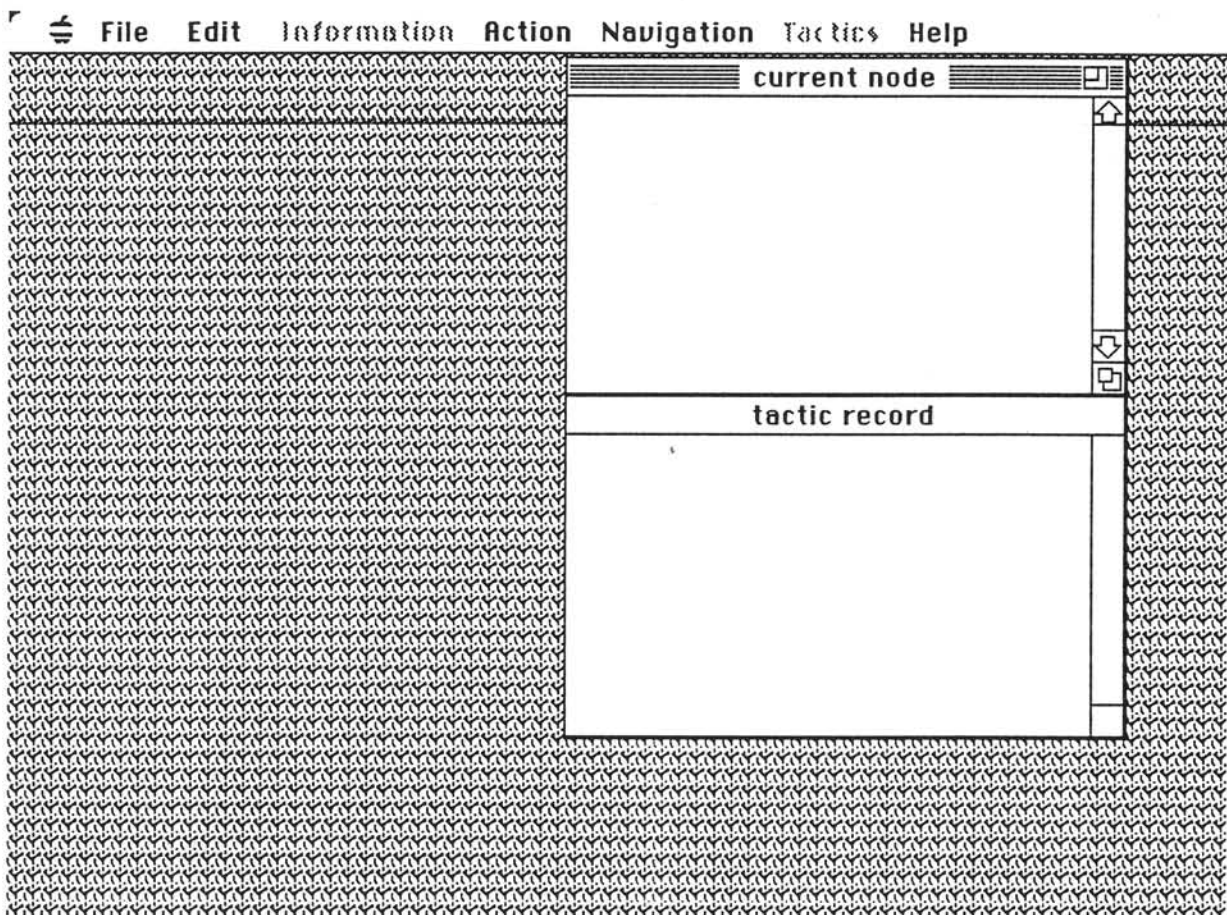 File Edit Information Action Navigation Tactics Help
current node
tactic record